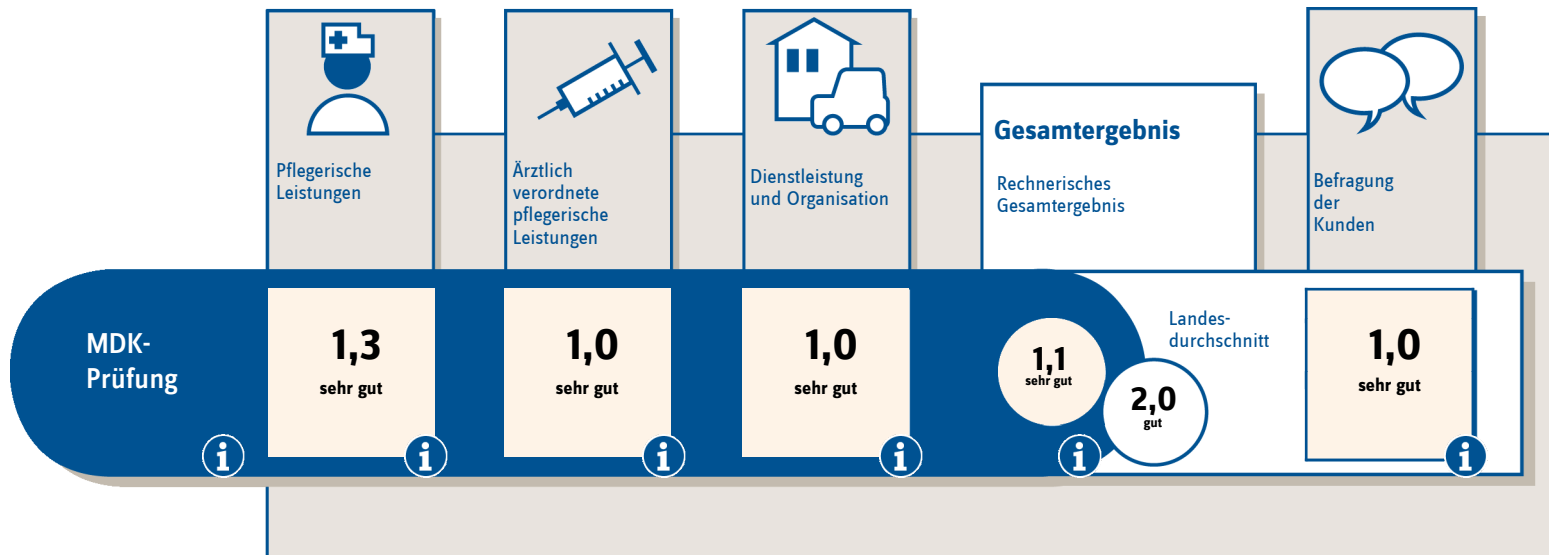 Pflegerische
Leistungen
Ärztlich
verordnete
pflegerische
Leistungen
Dienstleistung
und Organisation
Gesamtergebnis
Rechnerisches
Gesamtergebnis
Befragung
der
Kunden
MDK-
Prüfung
1,3
sehr gut
1,0
sehr gut
1,0
sehr gut
1,1
sehr gut
Landes-
durchschnitt
2,0
gut
1,0
sehr gut
i
i
i
i
i
i